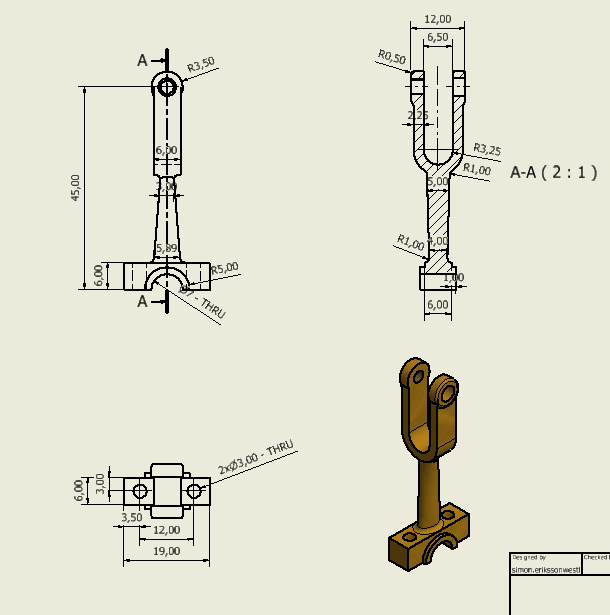 12,00
6,50
A
R3,50
R0,50
2,25
R3,25
6,00
R1,00
A-A ( 2 : 1 )
45,00
3,00
5,00
5,89
R1,00
4,00
6,00
R5,00
1,00
Ø7 - THRU
A
6,00
2xØ3,00 - THRU
6,00
3,00
3,50
12,00
19,00
Designed by
Checked
simon.erikssonwestl